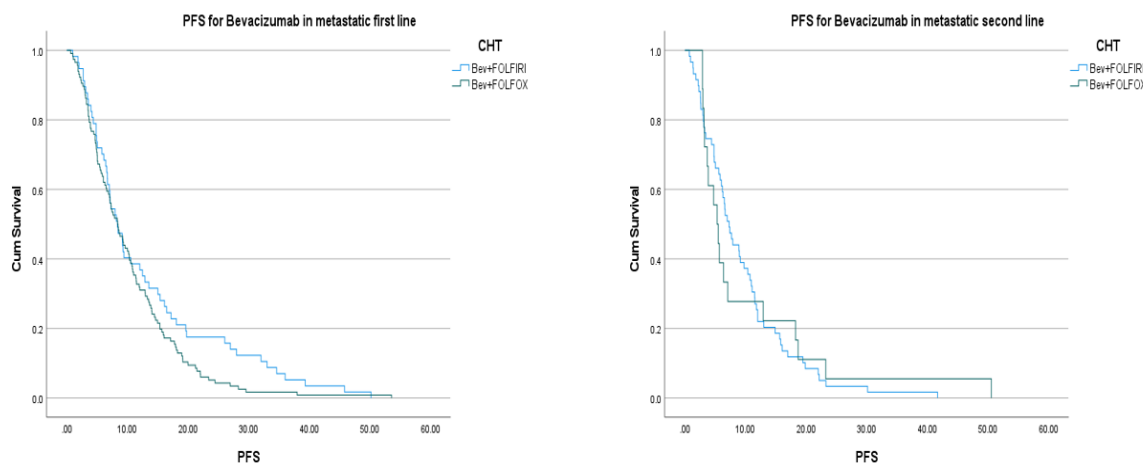 PFS for Bevacizumab in metastatic first line
CHT
Bev+FOLFIRI
Bev+FOLFOX
Cum Survival
1.0
0.8
0.6
0.4
0.2
0.0
.00 10.00 20.00 30.00 40.00 50.00 60.00
PFS
PFS for Bevacizumab in metastatic second line
CHT
Bev+FOLFIRI
Bev+FOLFOX
Cum Survival
1.0
0.8
0.6
0.4
0.2
0.0
.00 10.00 20.00 30.00 40.00 50.00 60.00
PFS